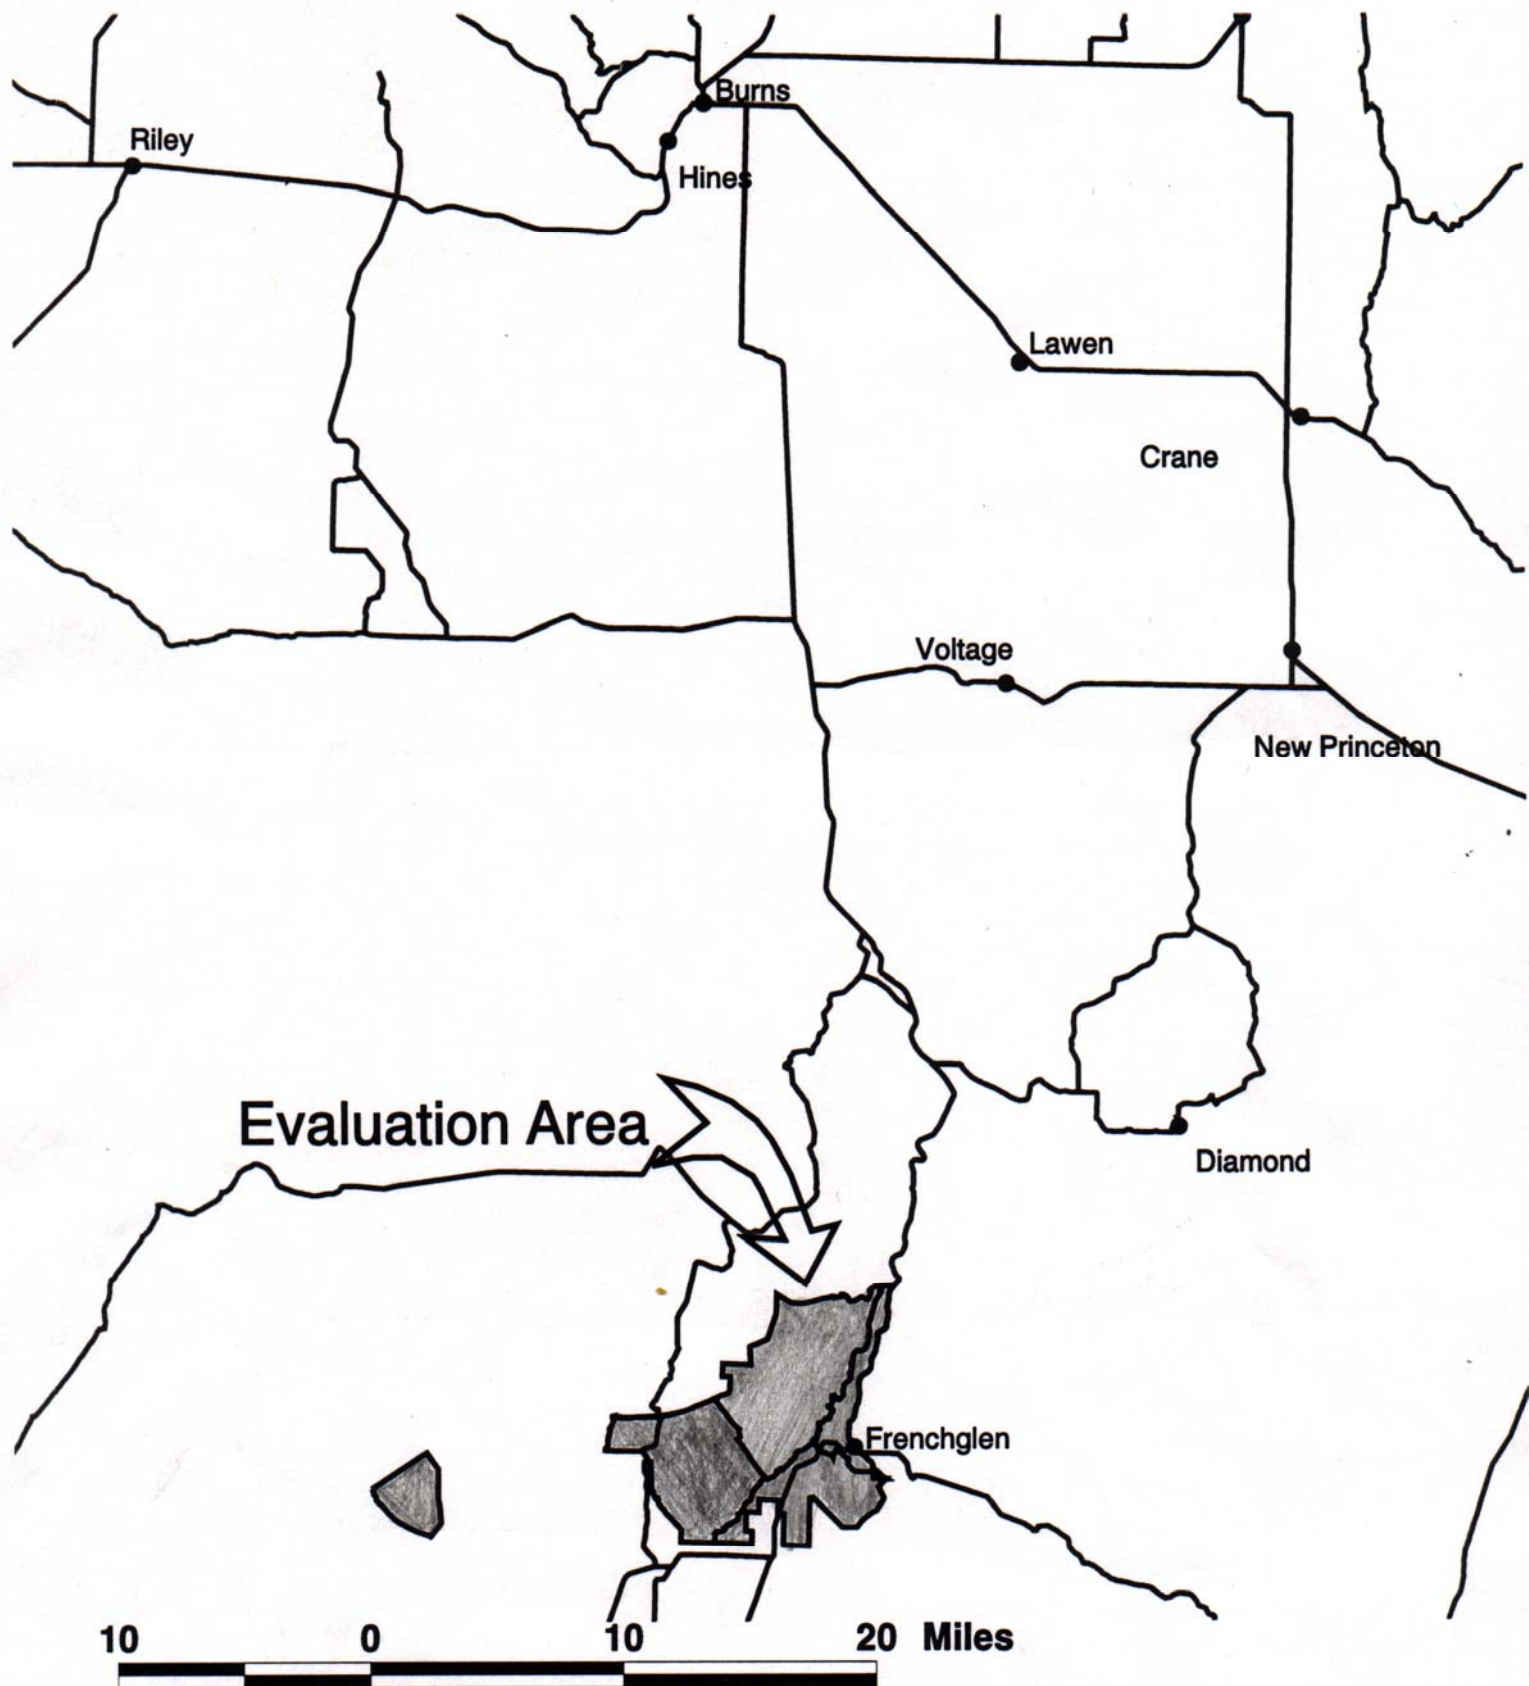 Burns
Riley
Hines
Lawen
Crane
Voltage
New Princeton
Evaluation Area
Diamond
Frenchglen
10 0 10 20 Miles